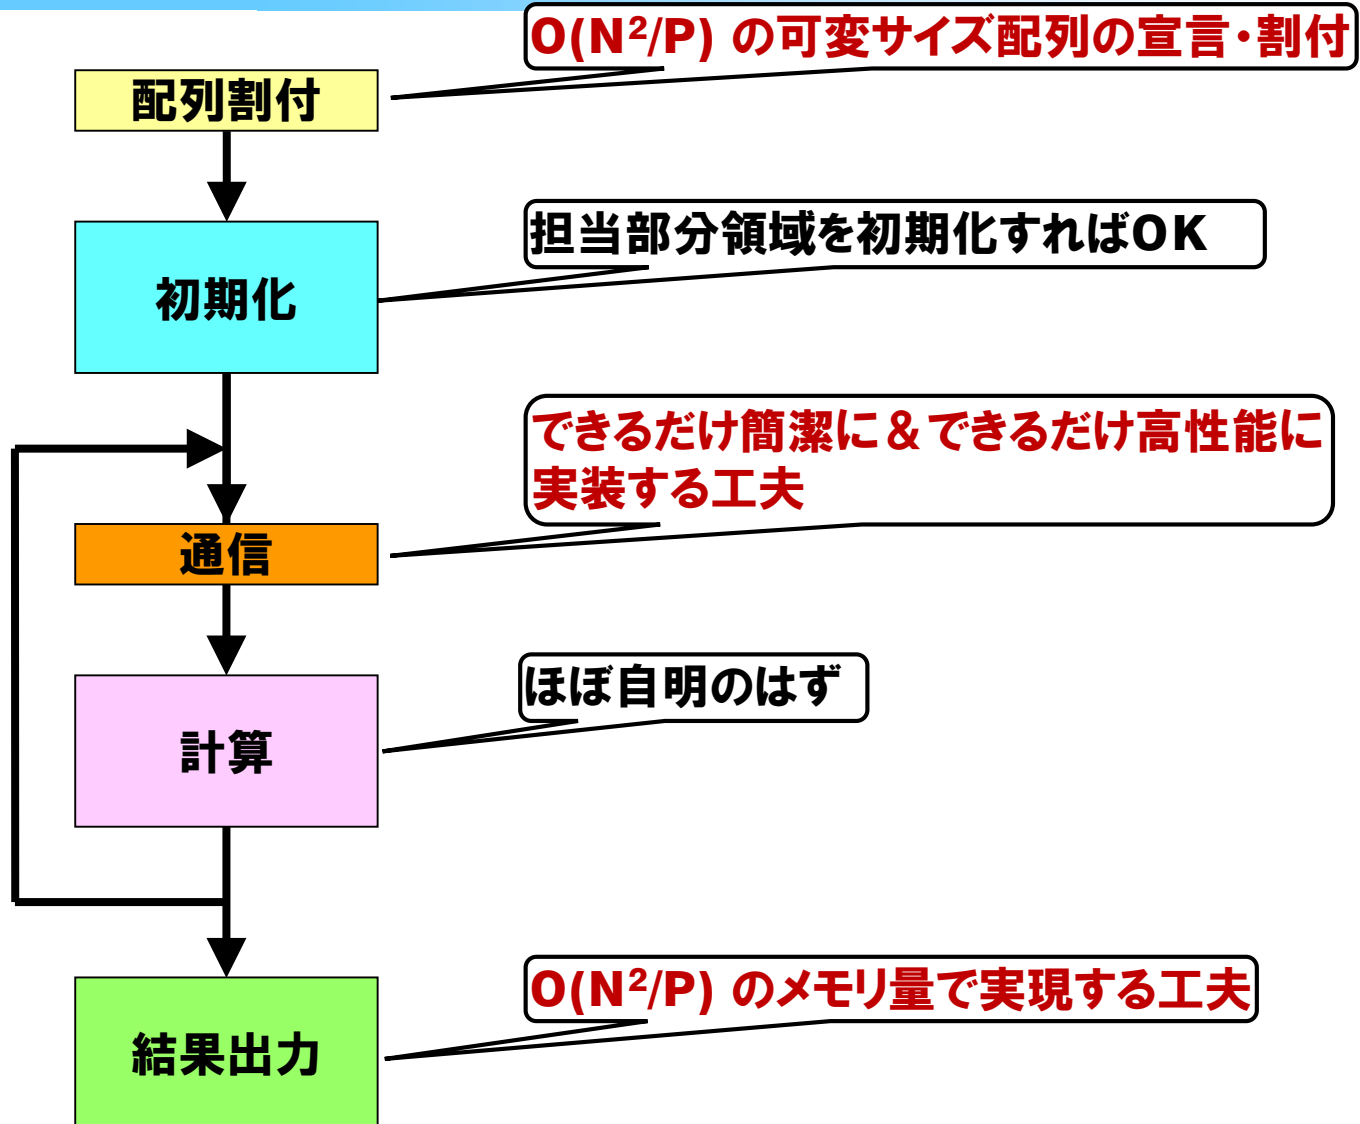 O(N²/P) の可変サイズ配列の宣言・割付
配列割付
担当部分領域を初期化すればOK
初期化
できるだけ簡潔に＆できるだけ高性能に
実装する工夫
通信
ほぼ自明のはず
計算
O(N²/P) のメモリ量で実現する工夫
結果出力